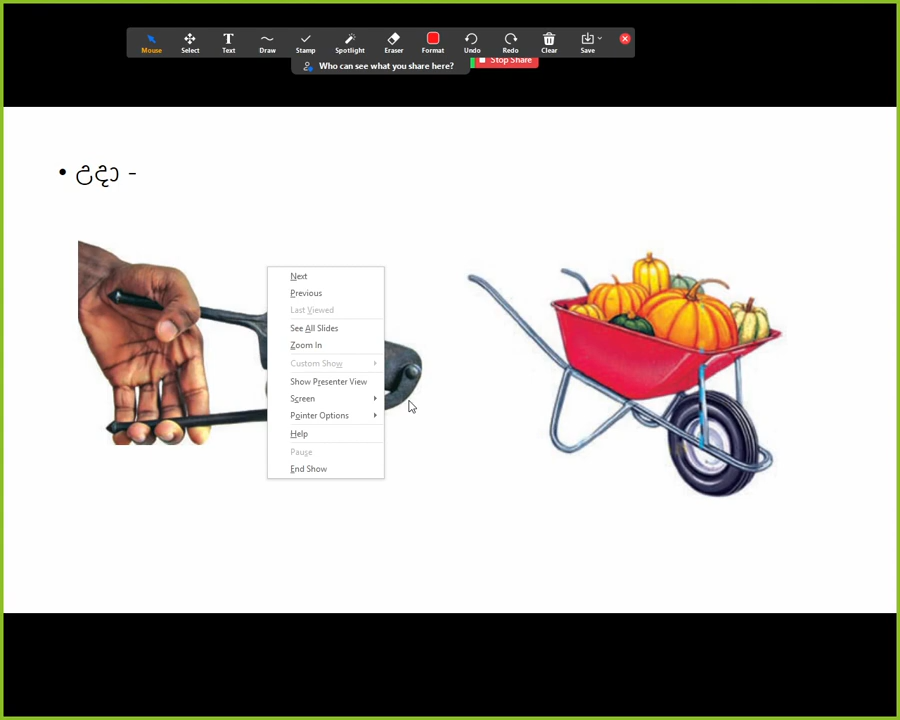 Mouse Select Text Draw Stamp Spotlight Eraser Format Undo Redo Clear Save
Who can see what you share here? Stop Share
• උදා -
Next
Previous
Last Viewed
See All Slides
Zoom In
Custom Show
Show Presenter View
Screen
Pointer Options
Help
Pause
End Show